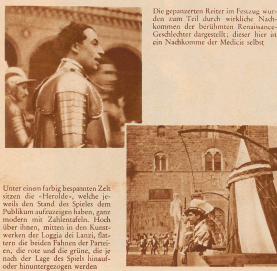 Die gepanzerten Reiter im Festzug wur-
den zum Teil durch wirkliche Nach-
kommen der berühmten Renaissance-
Geschlechter dargestellt; dieser hier ist
ein Nachkomme der Medicis selbst
Unter einem farbig bespannten Zelt
sitzen die «Herolde», welche je-
weils den Stand des Spieles dem
Publikum aufzuzeigen haben, ganz
modern mit Zahlentafeln. Hoch
über ihnen, mitten in den Kunst-
werken der Loggia dei Lanzi, flat-
tern die beiden Fahnen der Partei-
en, die rote und die grüne, die je
nach der Lage des Spiels hinauf-
oder hinuntergezogen werden